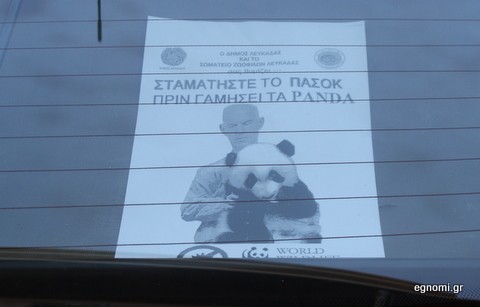 Ο ΔΗΜΟΣ ΛΕΥΚΑΔΑΣ
ΚΑΙ ΤΟ
ΣΩΜΑΤΕΙΟ ΖΩΟΦΙΛΩΝ ΛΕΥΚΑΔΑΣ
ΣΤΑΜΑΤΗΣΤΕ ΤΟ ΠΑΣΟΚ
ΠΡΙΝ ΓΑΜΗΣΕΙ ΤΑ PANDA
WORLD
egnomi.gr